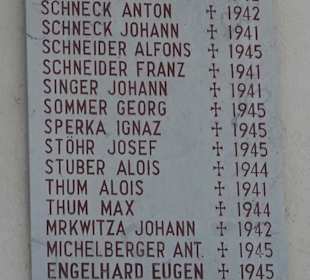 SCHNECK ANTON ✝ 1942
SCHNECK JOHANN ✝ 1941
SCHNEIDER ALFONS ✝ 1945
SCHNEIDER FRANZ ✝ 1941
SINGER JOHANN ✝ 1941
SOMMER GEORG ✝ 1945
SPERKA IGNAZ ✝ 1945
STÖHR JOSEF ✝ 1945
STUBER ALOIS ✝ 1944
THUM ALOIS ✝ 1941
THUM MAX ✝ 1944
MRKWITZA JOHANN ✝ 1942
MICHELBERGER ANT. ✝ 1945
ENGELHARD EUGEN ✝ 1945